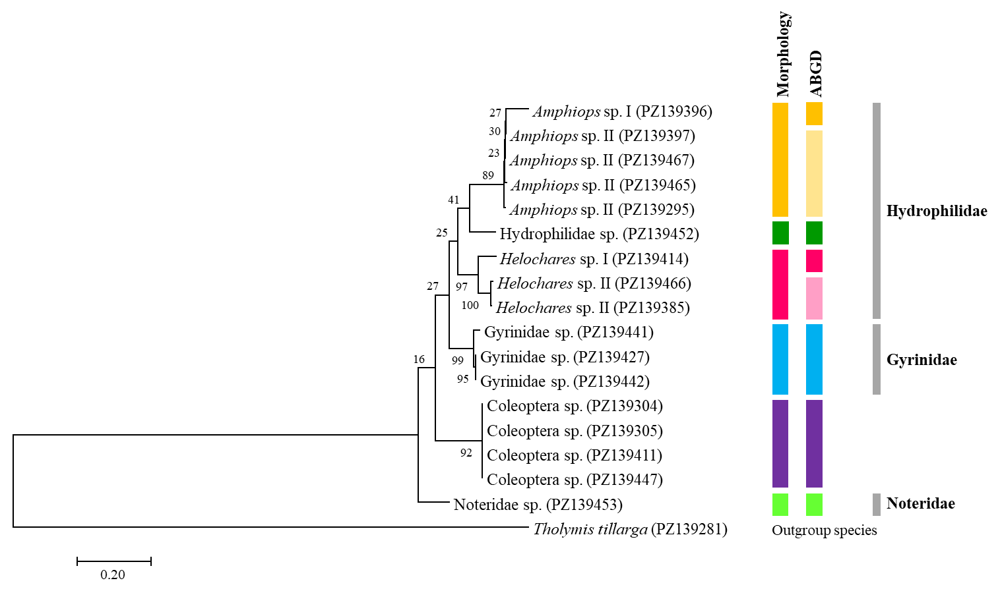 Morphology
ABGD
27
Amphiops sp. I (PZ139396)
30
Amphiops sp. II (PZ139397)
23
Amphiops sp. II (PZ139467)
89
Amphiops sp. II (PZ139465)
41
Amphiops sp. II (PZ139295)
Hydrophilidae
25
Hydrophilidae sp. (PZ139452)
Helochares sp. I (PZ139414)
27
97
Helochares sp. II (PZ139466)
100
Helochares sp. II (PZ139385)
Gyrinidae sp. (PZ139441)
16
99
Gyrinidae sp. (PZ139427)
Gyrinidae
95
Gyrinidae sp. (PZ139442)
Coleoptera sp. (PZ139304)
Coleoptera sp. (PZ139305)
92
Coleoptera sp. (PZ139411)
Coleoptera sp. (PZ139447)
Noteridae sp. (PZ139453)
Noteridae
Tholymis tillarga (PZ139281)
Outgroup species
0.20